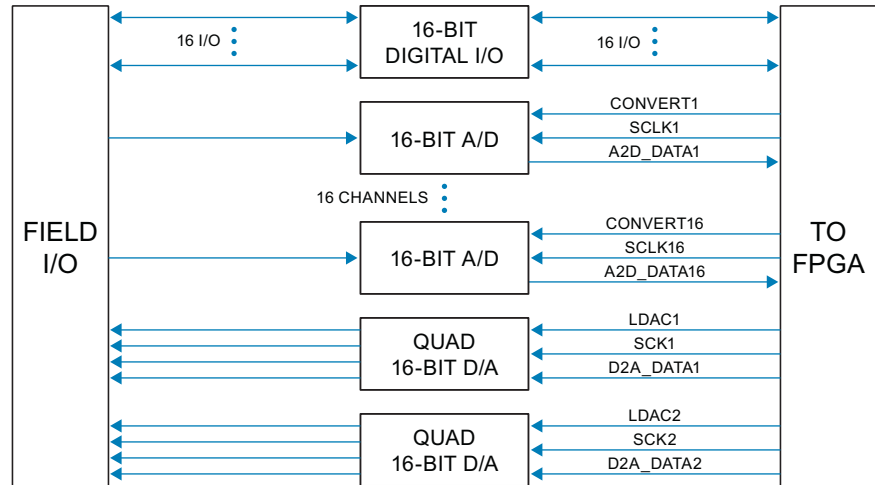 16 I/O
16-BIT
DIGITAL I/O
16 I/O
16-BIT A/D
CONVERT1
SCLK1
A2D_DATA1
16 CHANNELS
FIELD
I/O
16-BIT A/D
CONVERT16
SCLK16
A2D_DATA16
TO
FPGA
QUAD
16-BIT D/A
LDAC1
SCK1
D2A_DATA1
QUAD
16-BIT D/A
LDAC2
SCK2
D2A_DATA2